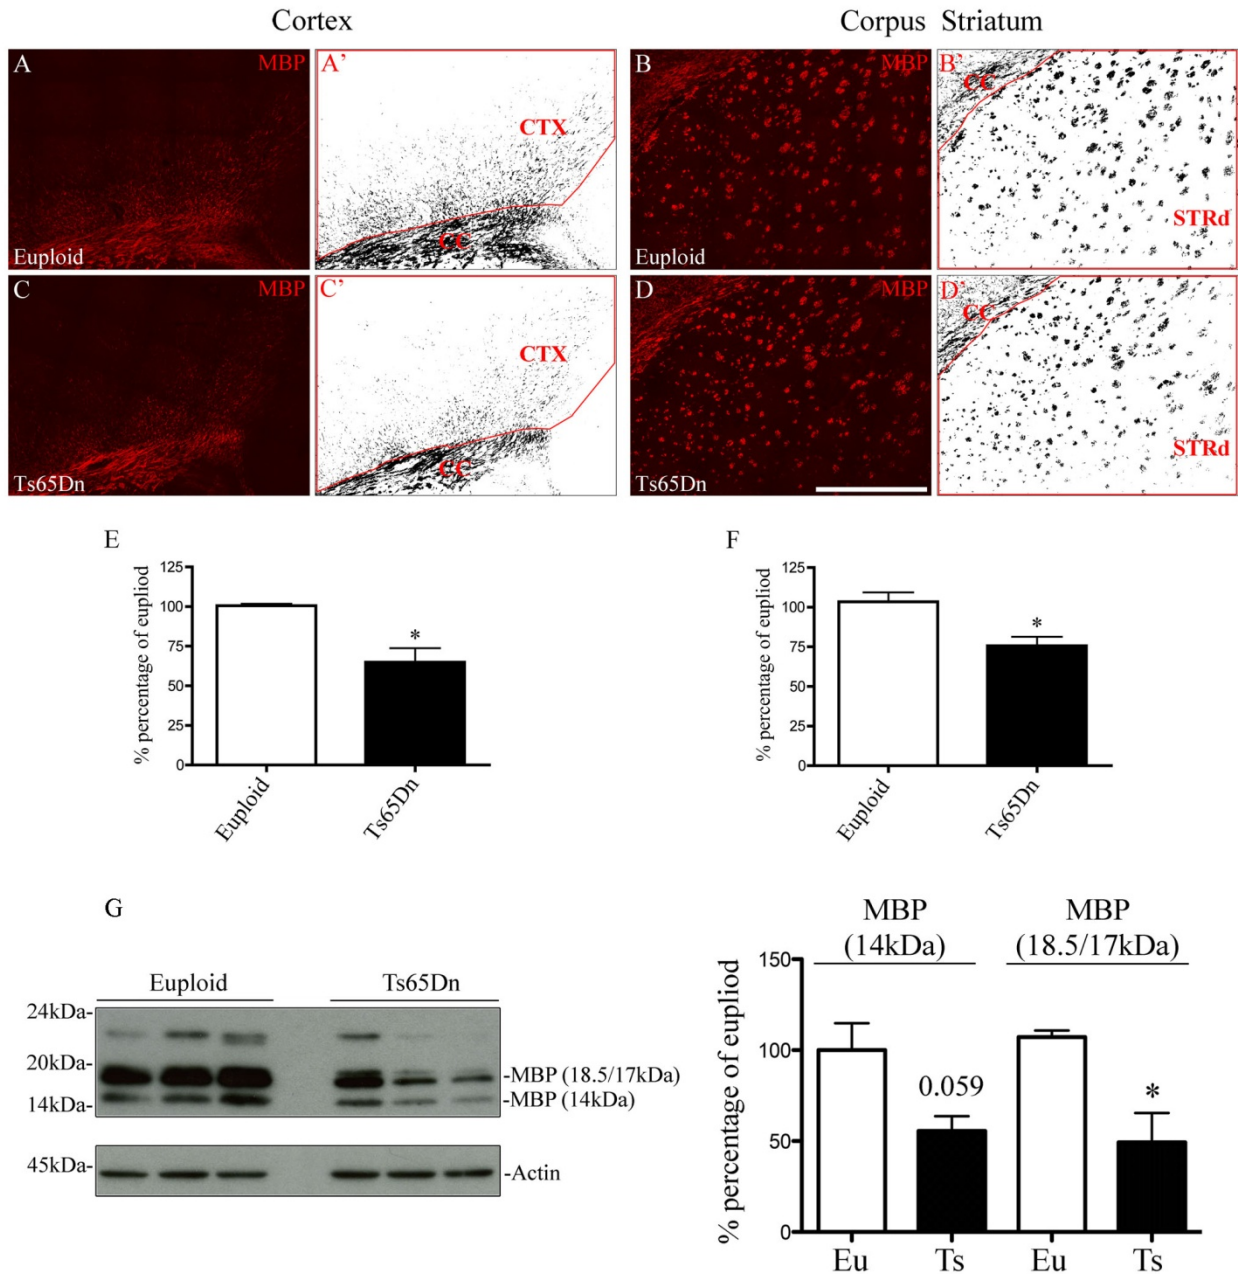 Cortex
Corpus Striatum
A MBP
A'
B MBP
B'
CTX
CC
CC
STRd
Euploid
Euploid
C MBP
C'
D MBP
D'
CTX
CC
CC
STRd
Ts65Dn
Ts65Dn
E
% percentage of eupliod
125
100
75
50
25
0
*
Euploid
Ts65Dn
F
% percentage of eupliod
125
100
75
50
25
0
*
Euploid
Ts65Dn
G
Euploid
Ts65Dn
24kDa-
20kDa-
14kDa-
-MBP (18.5/17kDa)
-MBP (14kDa)
45kDa-
-Actin
MBP
(14kDa)
MBP
(18.5/17kDa)
% percentage of eupliod
150
100
50
0
0.059
*
Eu
Ts
Eu
Ts